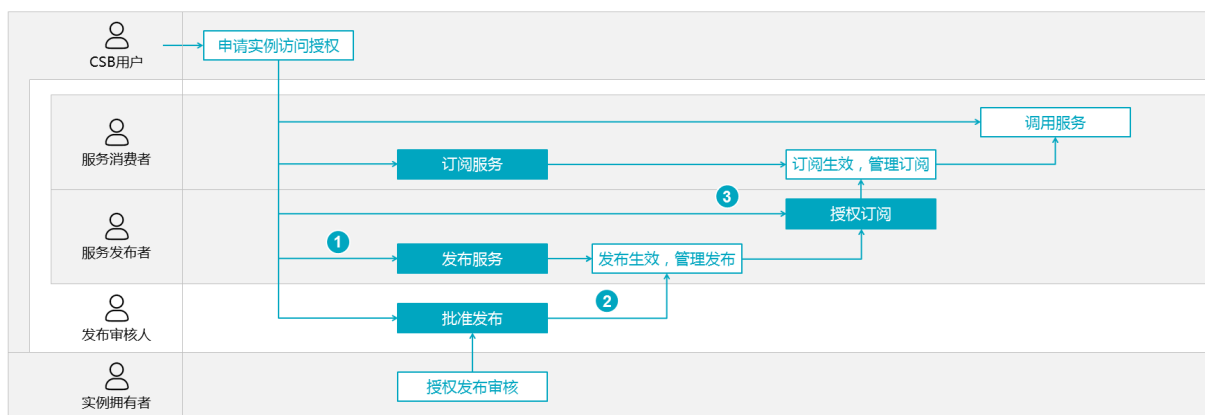 CSB用户
申请实例访问授权
服务消费者
调用服务
订阅服务
订阅生效，管理订阅
服务发布者
3
授权订阅
1
发布服务
发布生效，管理发布
发布审核人
批准发布
2
实例拥有者
授权发布审核